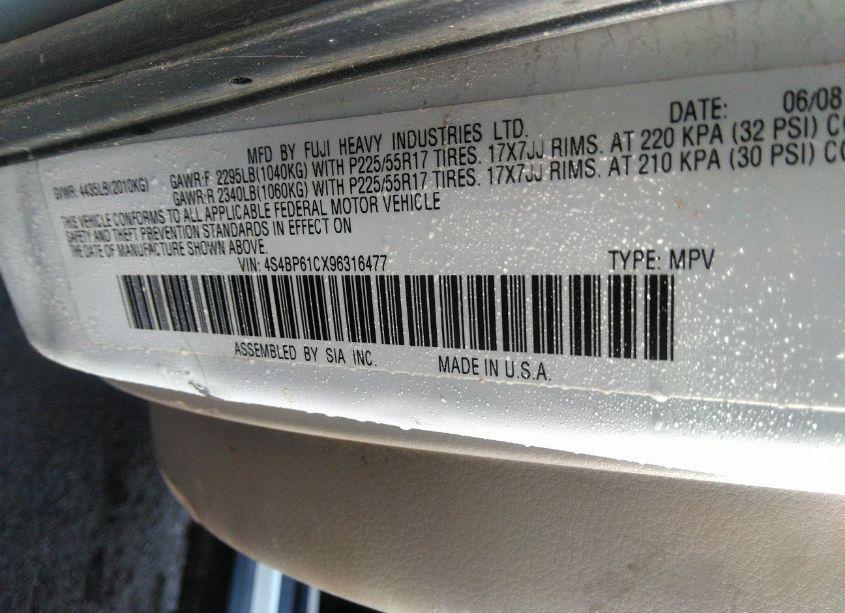 MFD BY FUJI HEAVY INDUSTRIES LTD. DATE: 06/08
GVWR: 4435LB(2010KG) GAWR:F 2295LB(1040KG) WITH P225/55R17 TIRES. 17X7JJ RIMS. AT 220 KPA (32 PSI) CO
GAWR:R 2340LB(1060KG) WITH P225/55R17 TIRES. 17X7JJ RIMS. AT 210 KPA (30 PSI) CO
THIS VEHICLE CONFORMS TO ALL APPLICABLE FEDERAL MOTOR VEHICLE
SAFETY AND THEFT PREVENTION STANDARDS IN EFFECT ON
THE DATE OF MANUFACTURE SHOWN ABOVE.
VIN: 4S4BP61CX96316477 TYPE: MPV
ASSEMBLED BY SIA INC. MADE IN U.S.A.